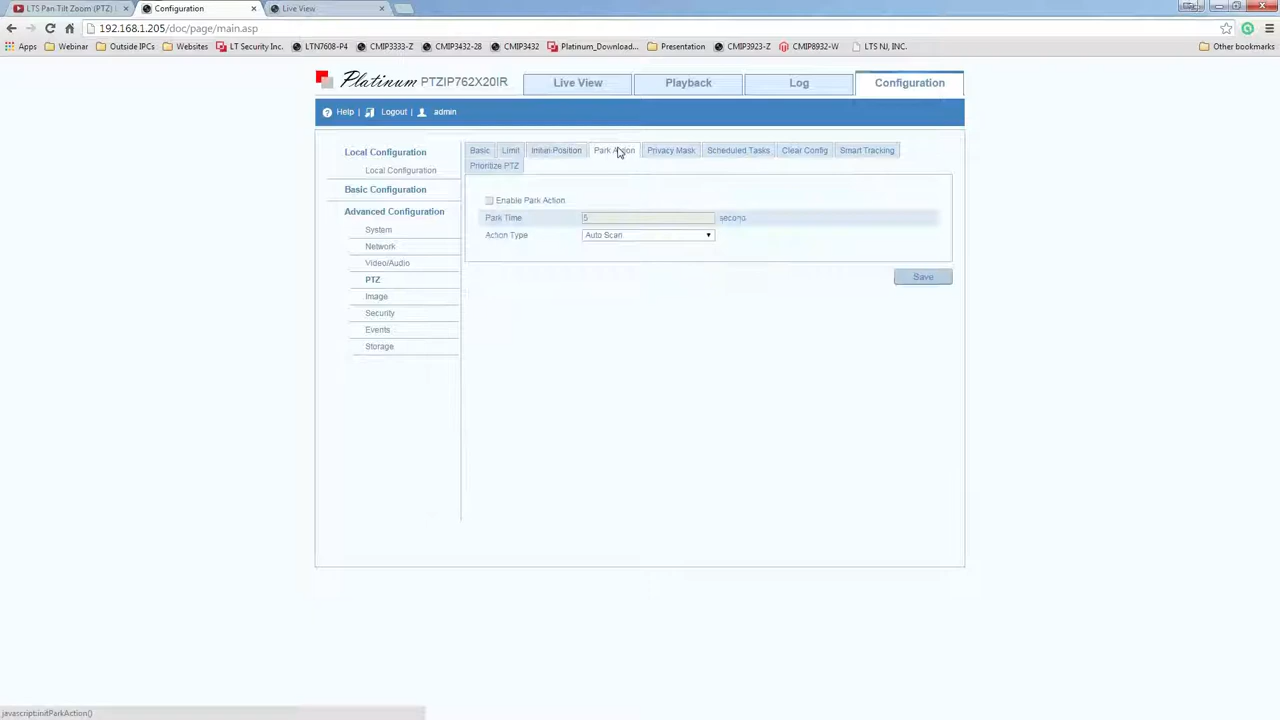 LTS Pan Tilt Zoom (PTZ) I
Configuration
Live View
192.168.1.205/doc/page/main.asp
Apps Webinar Outside IPCs Websites LT Security Inc. LTN7608-P4 CMIP3333-Z CMIP3432-28 CMIP3432 Platinum_Download... Presentation CMIP3923-Z CMIP8932-W LTS NJ, INC. Other bookmarks
Platinum PTZIP762X20IR
Live View Playback Log Configuration
Help | Logout | admin
Local Configuration
Local Configuration
Basic Configuration
Advanced Configuration
System
Network
Video/Audio
PTZ
Image
Security
Events
Storage
Basic Limit Initial Position Park Action Privacy Mask Scheduled Tasks Clear Config Smart Tracking
Prioritize PTZ
Enable Park Action
Park Time 5 second
Action Type Auto Scan
Save
javascript:initParkAction()